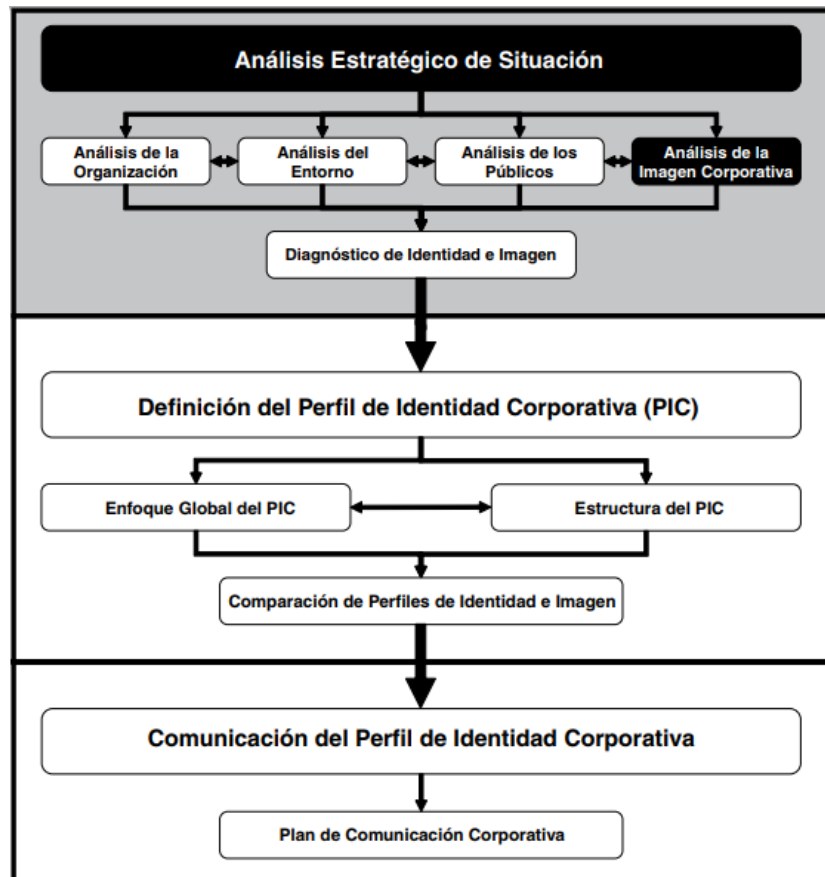 Análisis Estratégico de Situación
Análisis de la
Organización
Análisis del
Entorno
Análisis de los
Públicos
Análisis de la
Imagen Corporativa
Diagnóstico de Identidad e Imagen
Definición del Perfil de Identidad Corporativa (PIC)
Enfoque Global del PIC
Estructura del PIC
Comparación de Perfiles de Identidad e Imagen
Comunicación del Perfil de Identidad Corporativa
Plan de Comunicación Corporativa